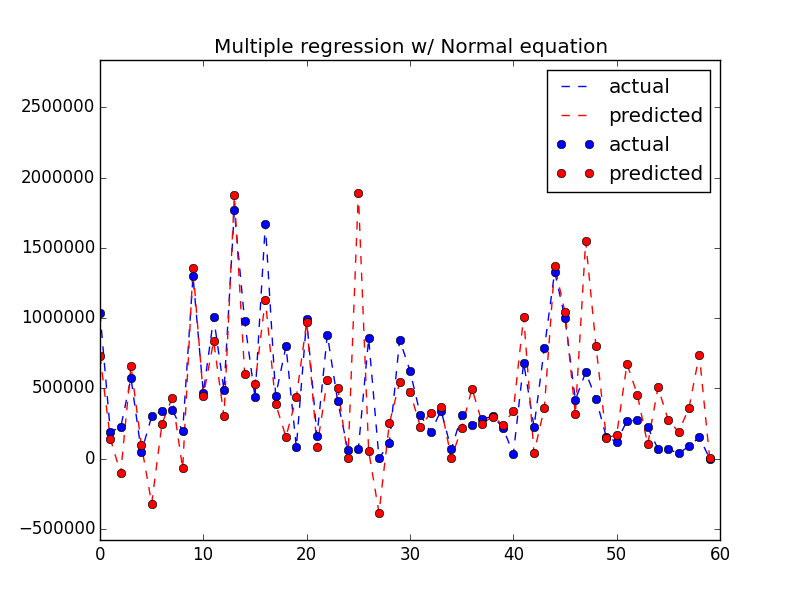 Multiple regression w/ Normal equation
actual
predicted
actual
predicted
2500000
2000000
1500000
1000000
500000
0
−500000
0 10 20 30 40 50 60